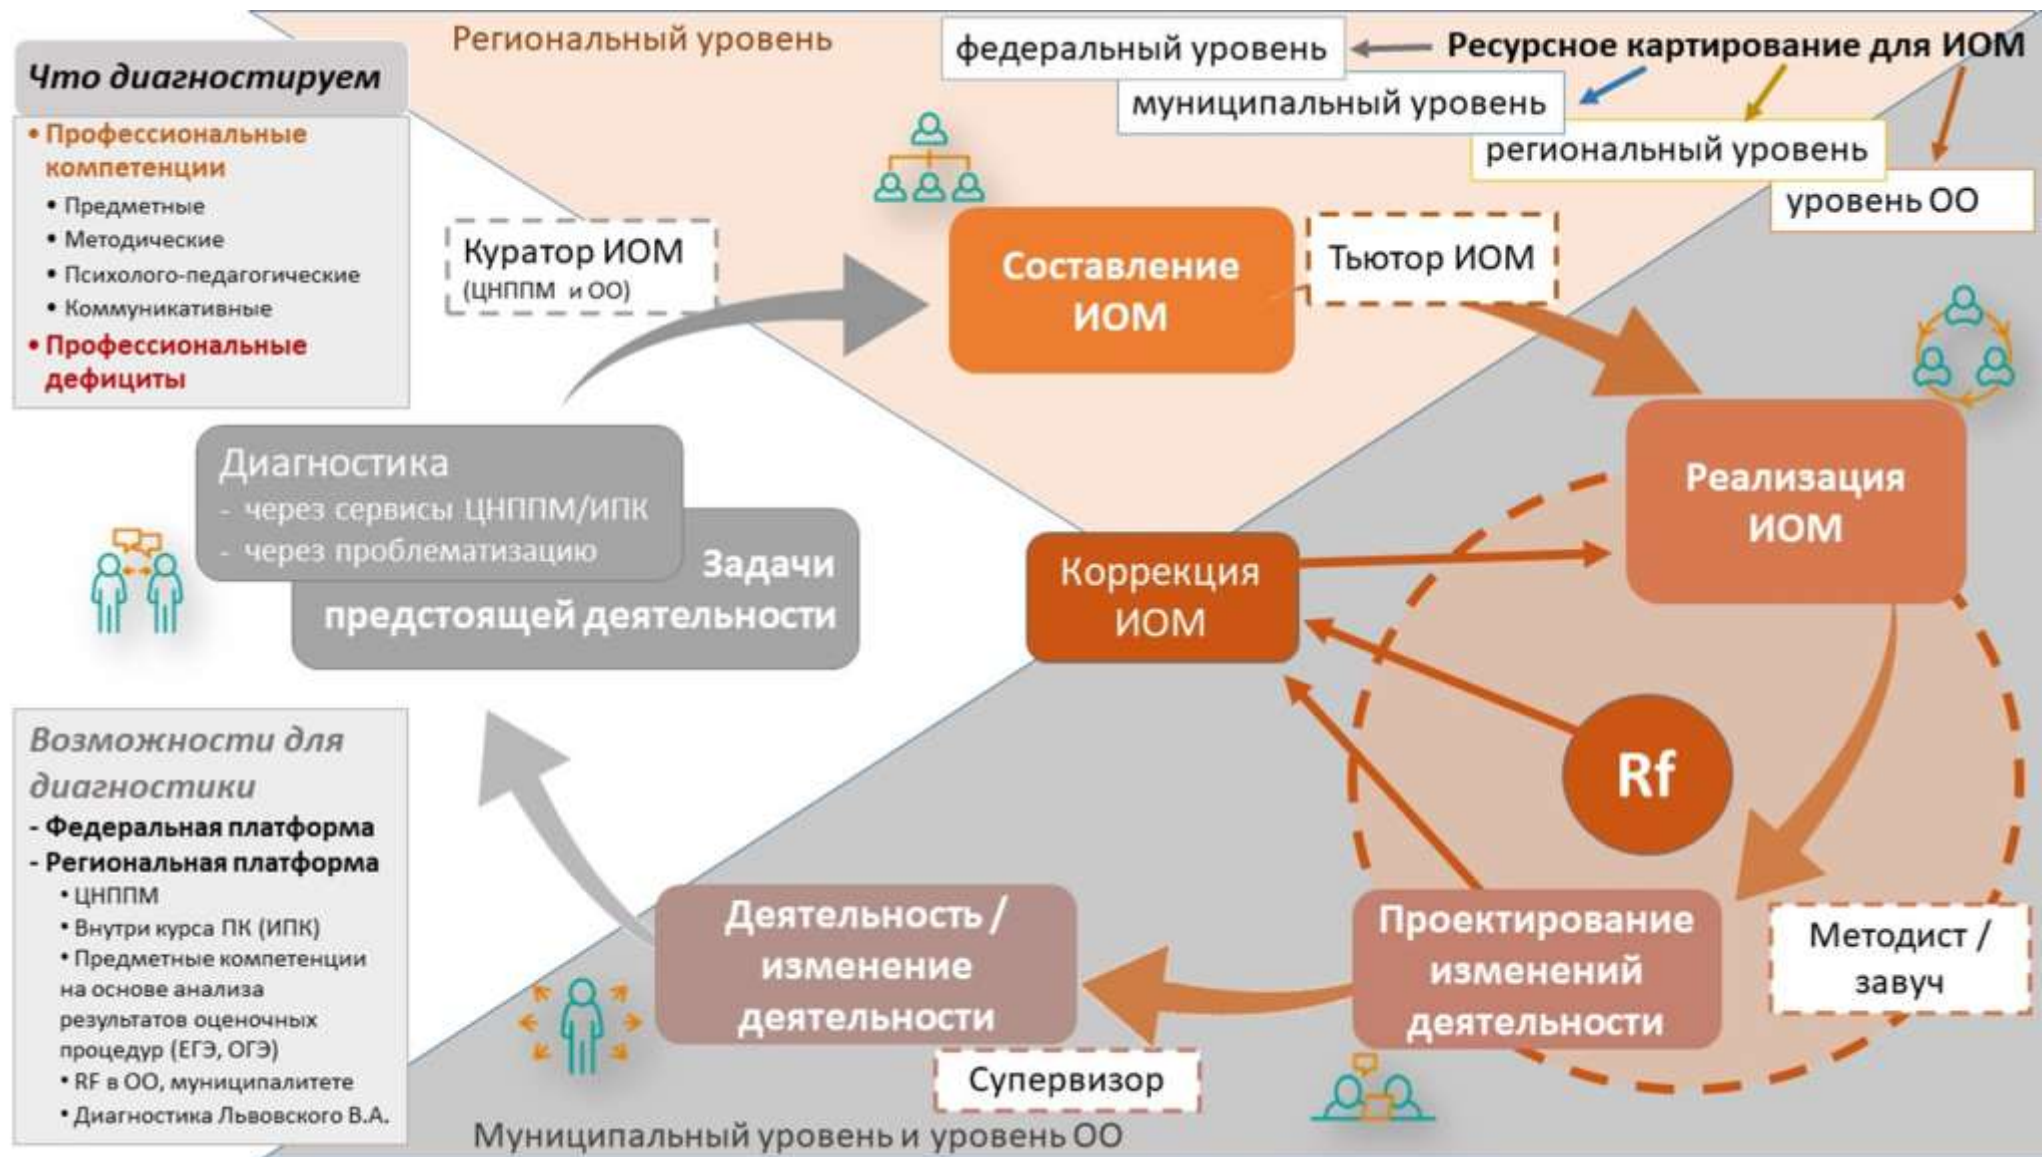 Региональный уровень
Ресурсное картирование для ИОМ
федеральный уровень
муниципальный уровень
региональный уровень
уровень ОО
Что диагностируем
• Профессиональные
компетенции
• Предметные
• Методические
• Психолого-педагогические
• Коммуникативные
• Профессиональные
дефициты
Куратор ИОМ
(ЦНППМ и ОО)
Составление
ИОМ
Тьютор ИОМ
Реализация
ИОМ
Диагностика
- через сервисы ЦНППМ/ИПК
- через проблематизацию
Задачи
предстоящей деятельности
Коррекция
ИОМ
Rf
Возможности для
диагностики
- Федеральная платформа
- Региональная платформа
• ЦНППМ
• Внутри курса ПК (ИПК)
• Предметные компетенции
на основе анализа
результатов оценочных
процедур (ЕГЭ, ОГЭ)
• RF в ОО, муниципалитете
• Диагностика Львовского В.А.
Деятельность /
изменение
деятельности
Супервизор
Проектирование
изменений
деятельности
Методист /
завуч
Муниципальный уровень и уровень ОО